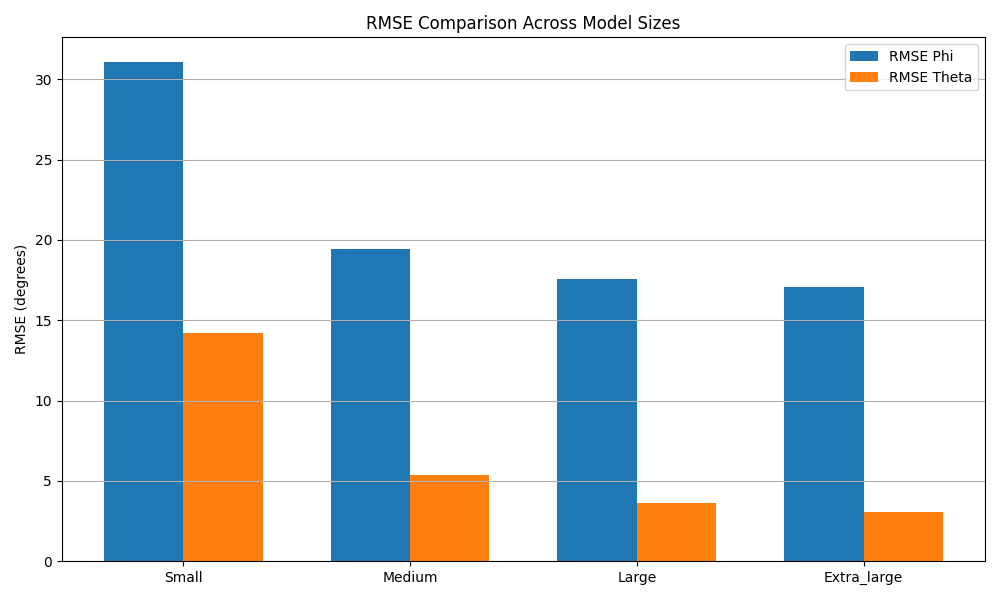 RMSE Comparison Across Model Sizes
RMSE Phi
RMSE Theta
RMSE (degrees)
30
25
20
15
10
5
0
Small
Medium
Large
Extra_large